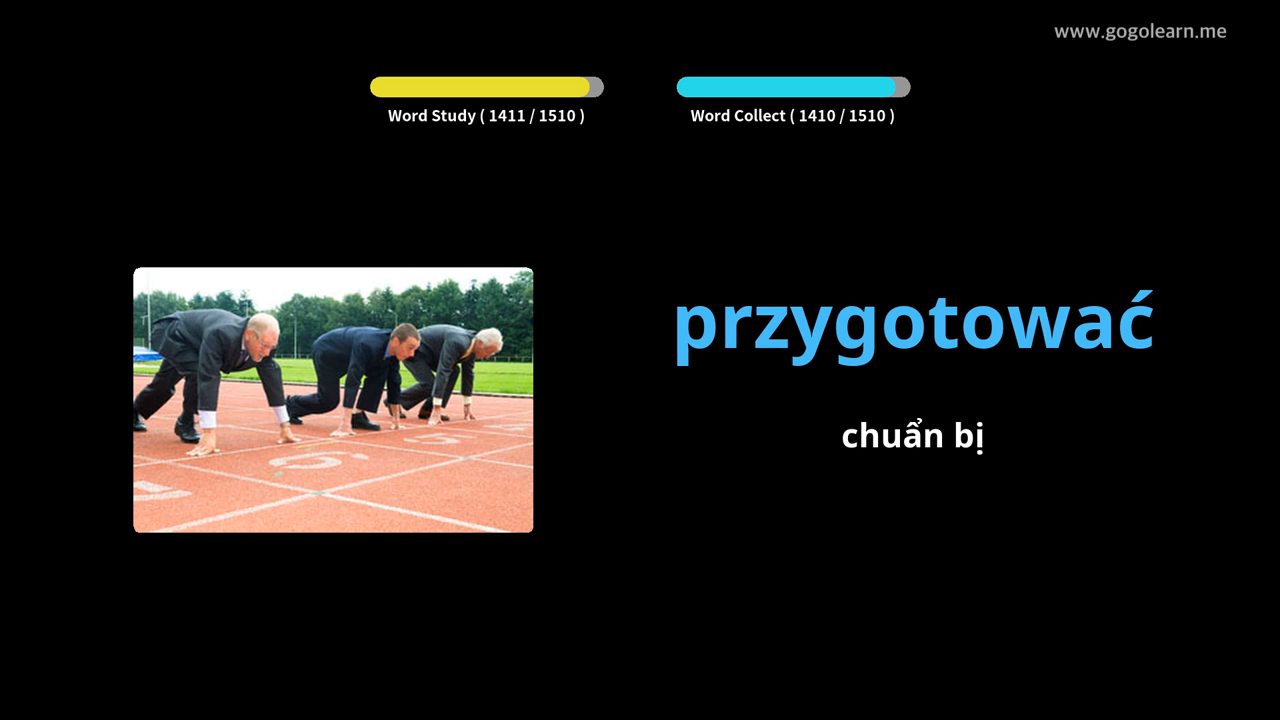 www.gogolearn.me
Word Study ( 1411 / 1510 )
Word Collect ( 1410 / 1510 )
przygotować
chuẩn bị